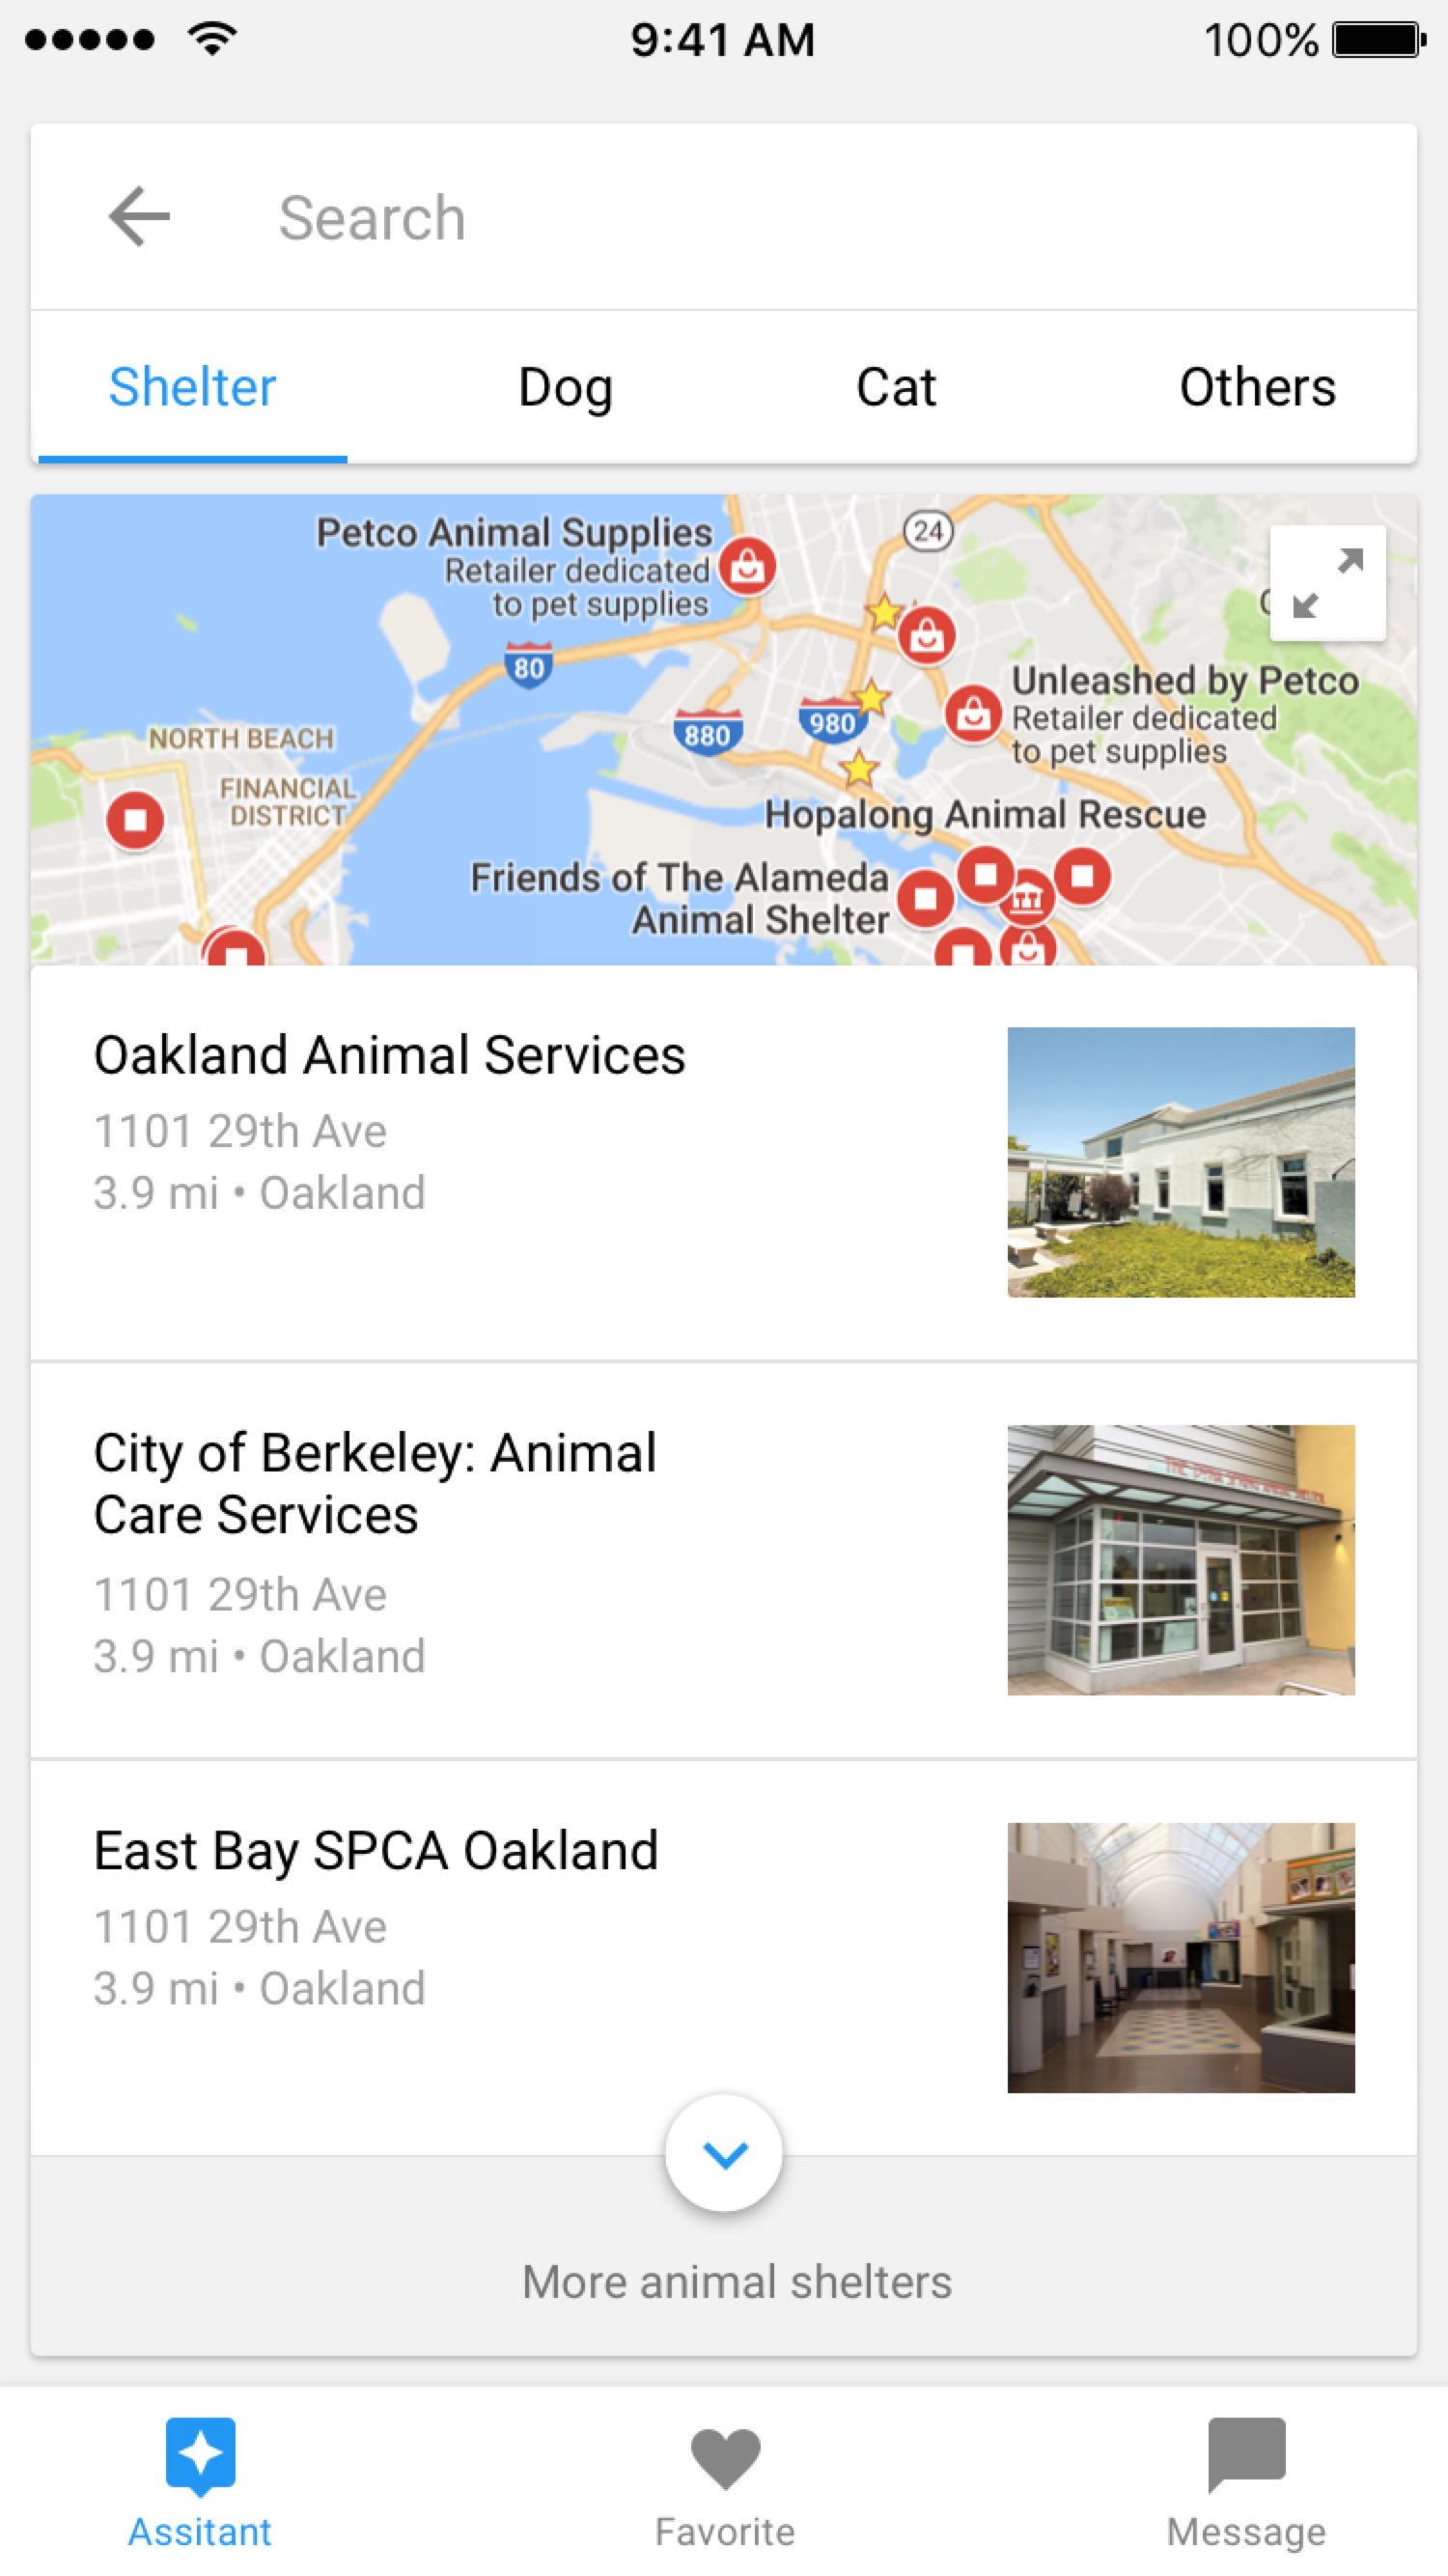 9:41 AM
100%
Search
Shelter
Dog
Cat
Others
Petco Animal Supplies
Retailer dedicated
to pet supplies
24
80
Unleashed by Petco
Retailer dedicated
to pet supplies
880
980
NORTH BEACH
FINANCIAL
DISTRICT
Hopalong Animal Rescue
Friends of The Alameda
Animal Shelter
Oakland Animal Services
1101 29th Ave
3.9 mi • Oakland
City of Berkeley: Animal
Care Services
1101 29th Ave
3.9 mi • Oakland
East Bay SPCA Oakland
1101 29th Ave
3.9 mi • Oakland
More animal shelters
Assitant
Favorite
Message